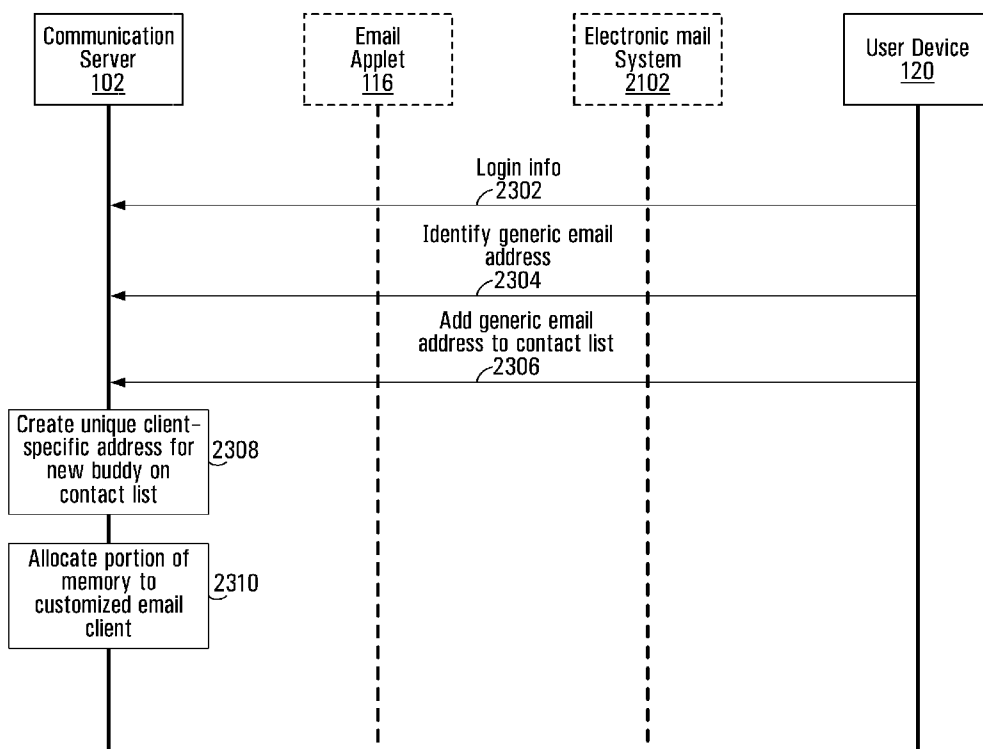 Communication
Server
102
Email
Applet
116
Electronic mail
System
2102
User Device
120
Login info
2302
Identify generic email
address
2304
Add generic email
address to contact list
2306
Create unique client-
specific address for
new buddy on
contact list
2308
Allocate portion of
memory to
customized email
client
2310